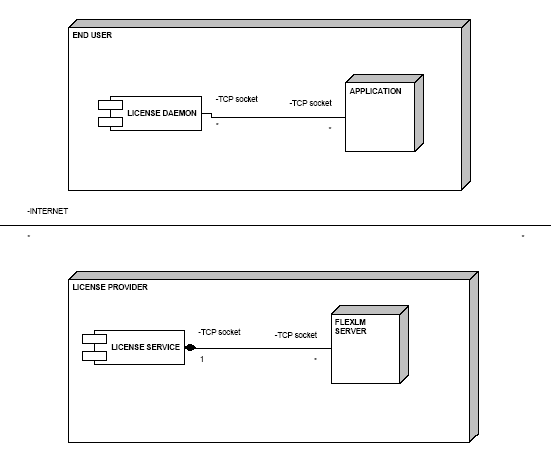 END USER
APPLICATION
-TCP socket
-TCP socket
LICENSE DAEMON
*
*
-INTERNET
*
*
LICENSE PROVIDER
FLEXLM
SERVER
-TCP socket
-TCP socket
LICENSE SERVICE
1
*